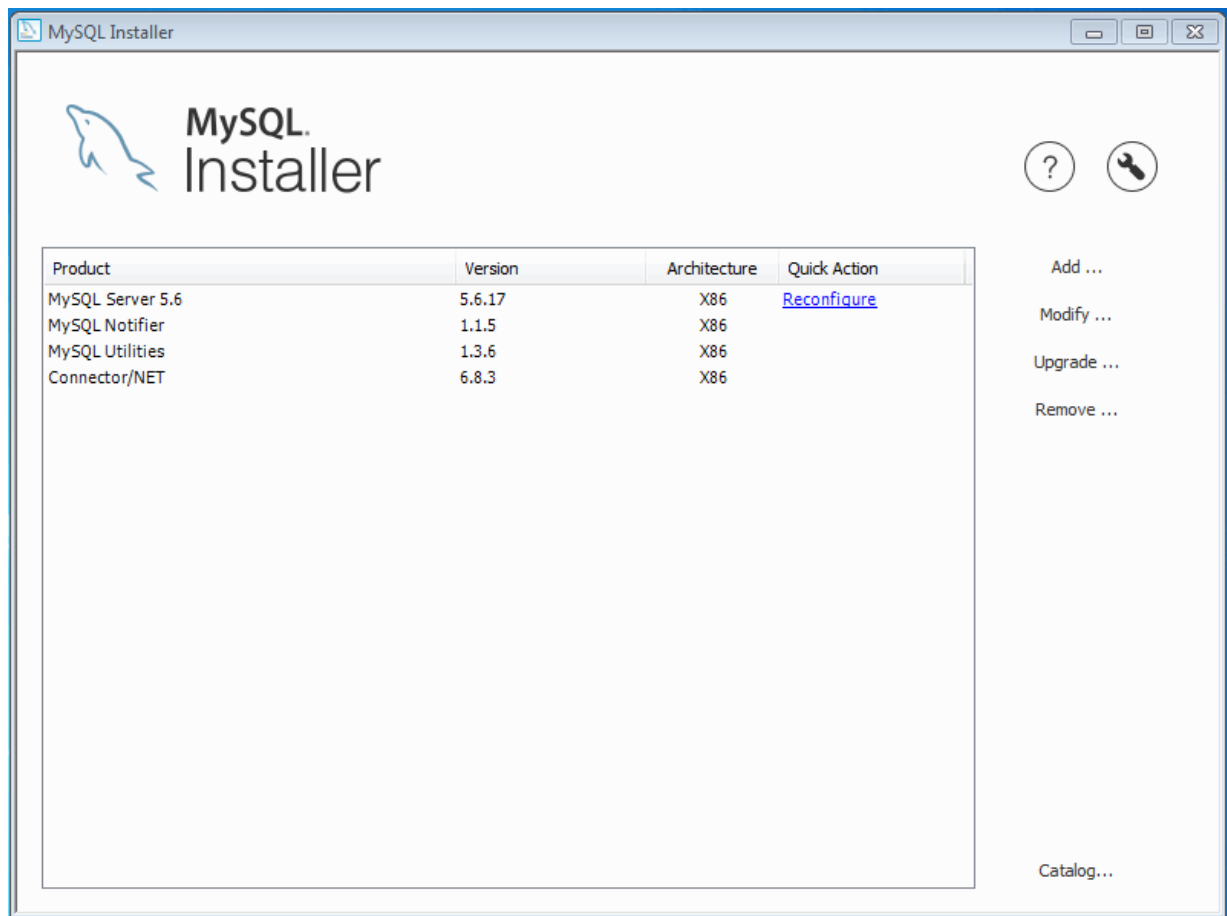 MySQL Installer
MySQL.
Installer
?
Product Version Architecture Quick Action
MySQL Server 5.6 5.6.17 X86 Reconfigure
MySQL Notifier 1.1.5 X86
MySQL Utilities 1.3.6 X86
Connector/NET 6.8.3 X86
Add ...
Modify ...
Upgrade ...
Remove ...
Catalog...